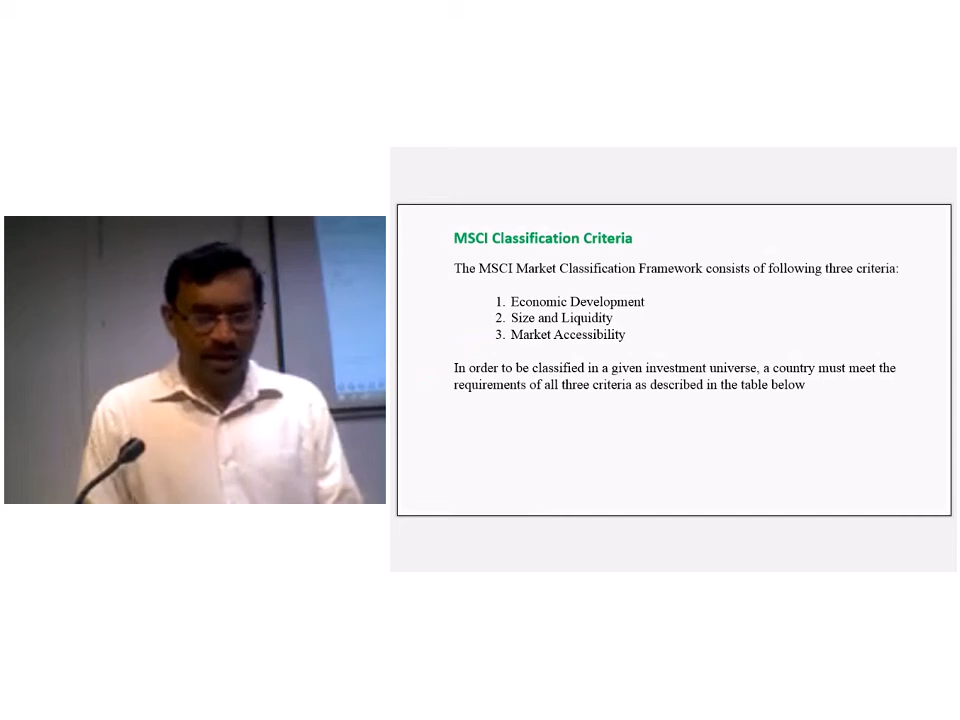 MSCI Classification Criteria
The MSCI Market Classification Framework consists of following three criteria:
1. Economic Development
2. Size and Liquidity
3. Market Accessibility
In order to be classified in a given investment universe, a country must meet the
requirements of all three criteria as described in the table below